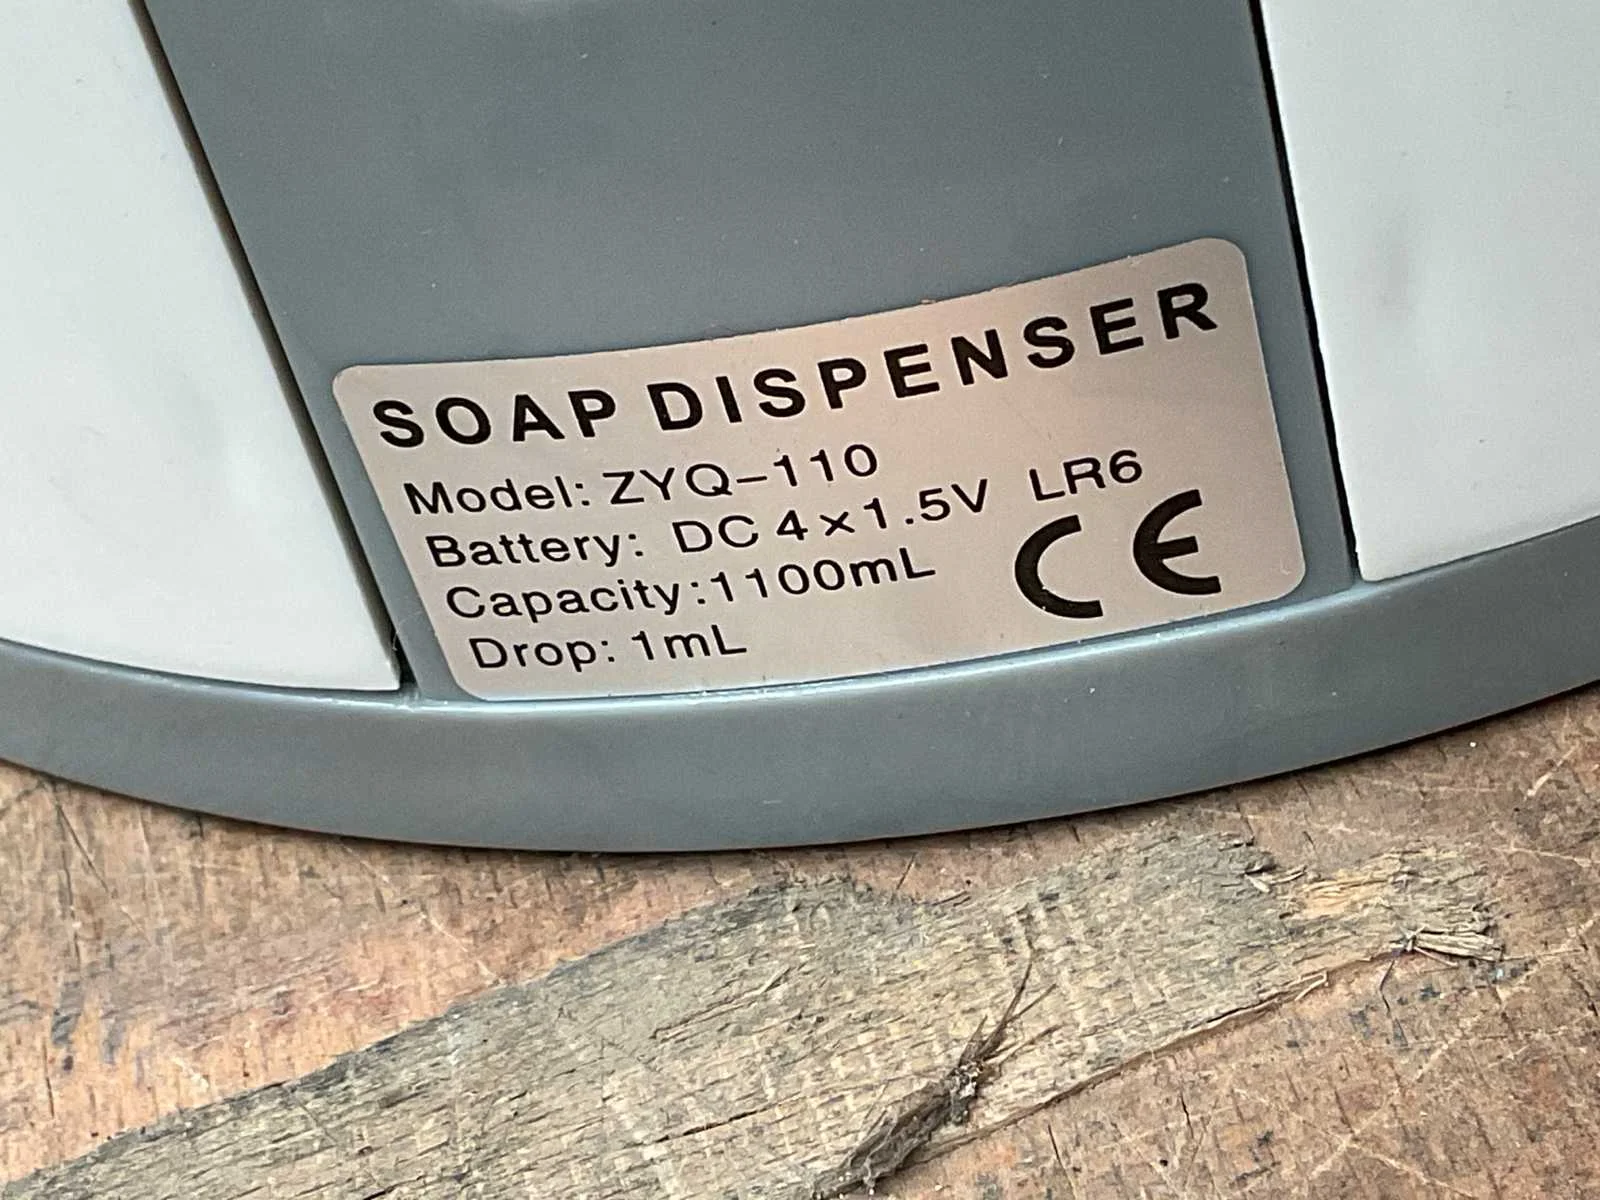 SOAP DISPENSER
Model: ZYQ-110
Battery: DC 4×1.5V LR6
Capacity:1100mL
Drop: 1mL
CE